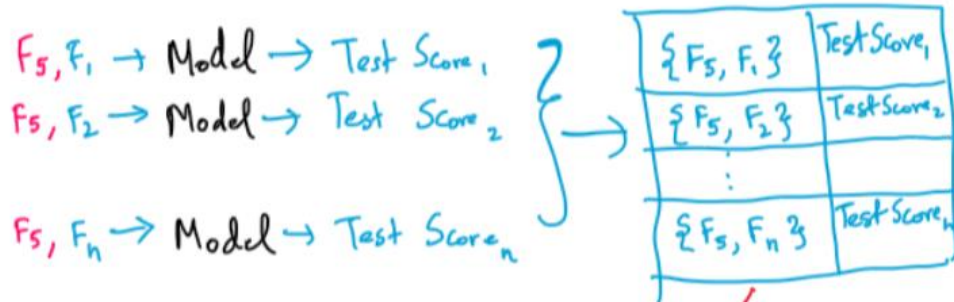 F₅, F₁ → Model → Test Score₁
F₅, F₂ → Model → Test Score₂
F₅, Fₙ → Model → Test Scoreₙ
{F₅, F₁} Test Score₁
{F₅, F₂} Test Score₂
⋮
{F₅, Fₙ} Test Scoreₙ